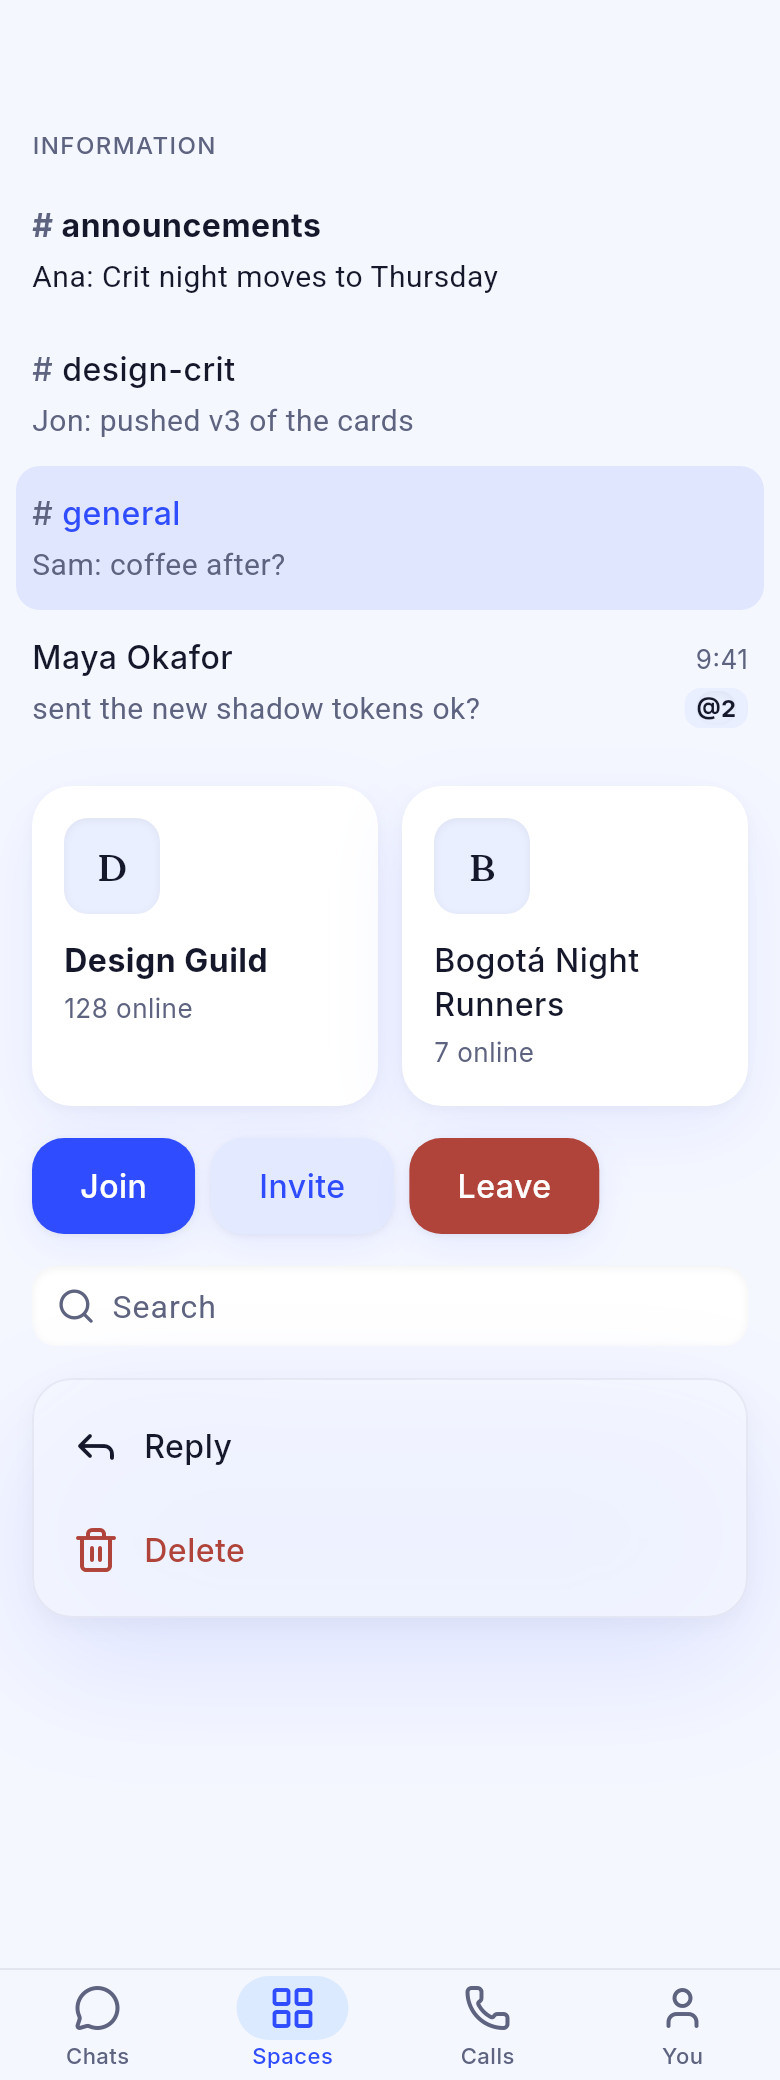 INFORMATION
# announcements
Ana: Crit night moves to Thursday
# design-crit
Jon: pushed v3 of the cards
# general
Sam: coffee after?
Maya Okafor 9:41
sent the new shadow tokens ok? @2
D
Design Guild
128 online
B
Bogotá Night
Runners
7 online
Join Invite Leave
Search
Reply
Delete
Chats Spaces Calls You